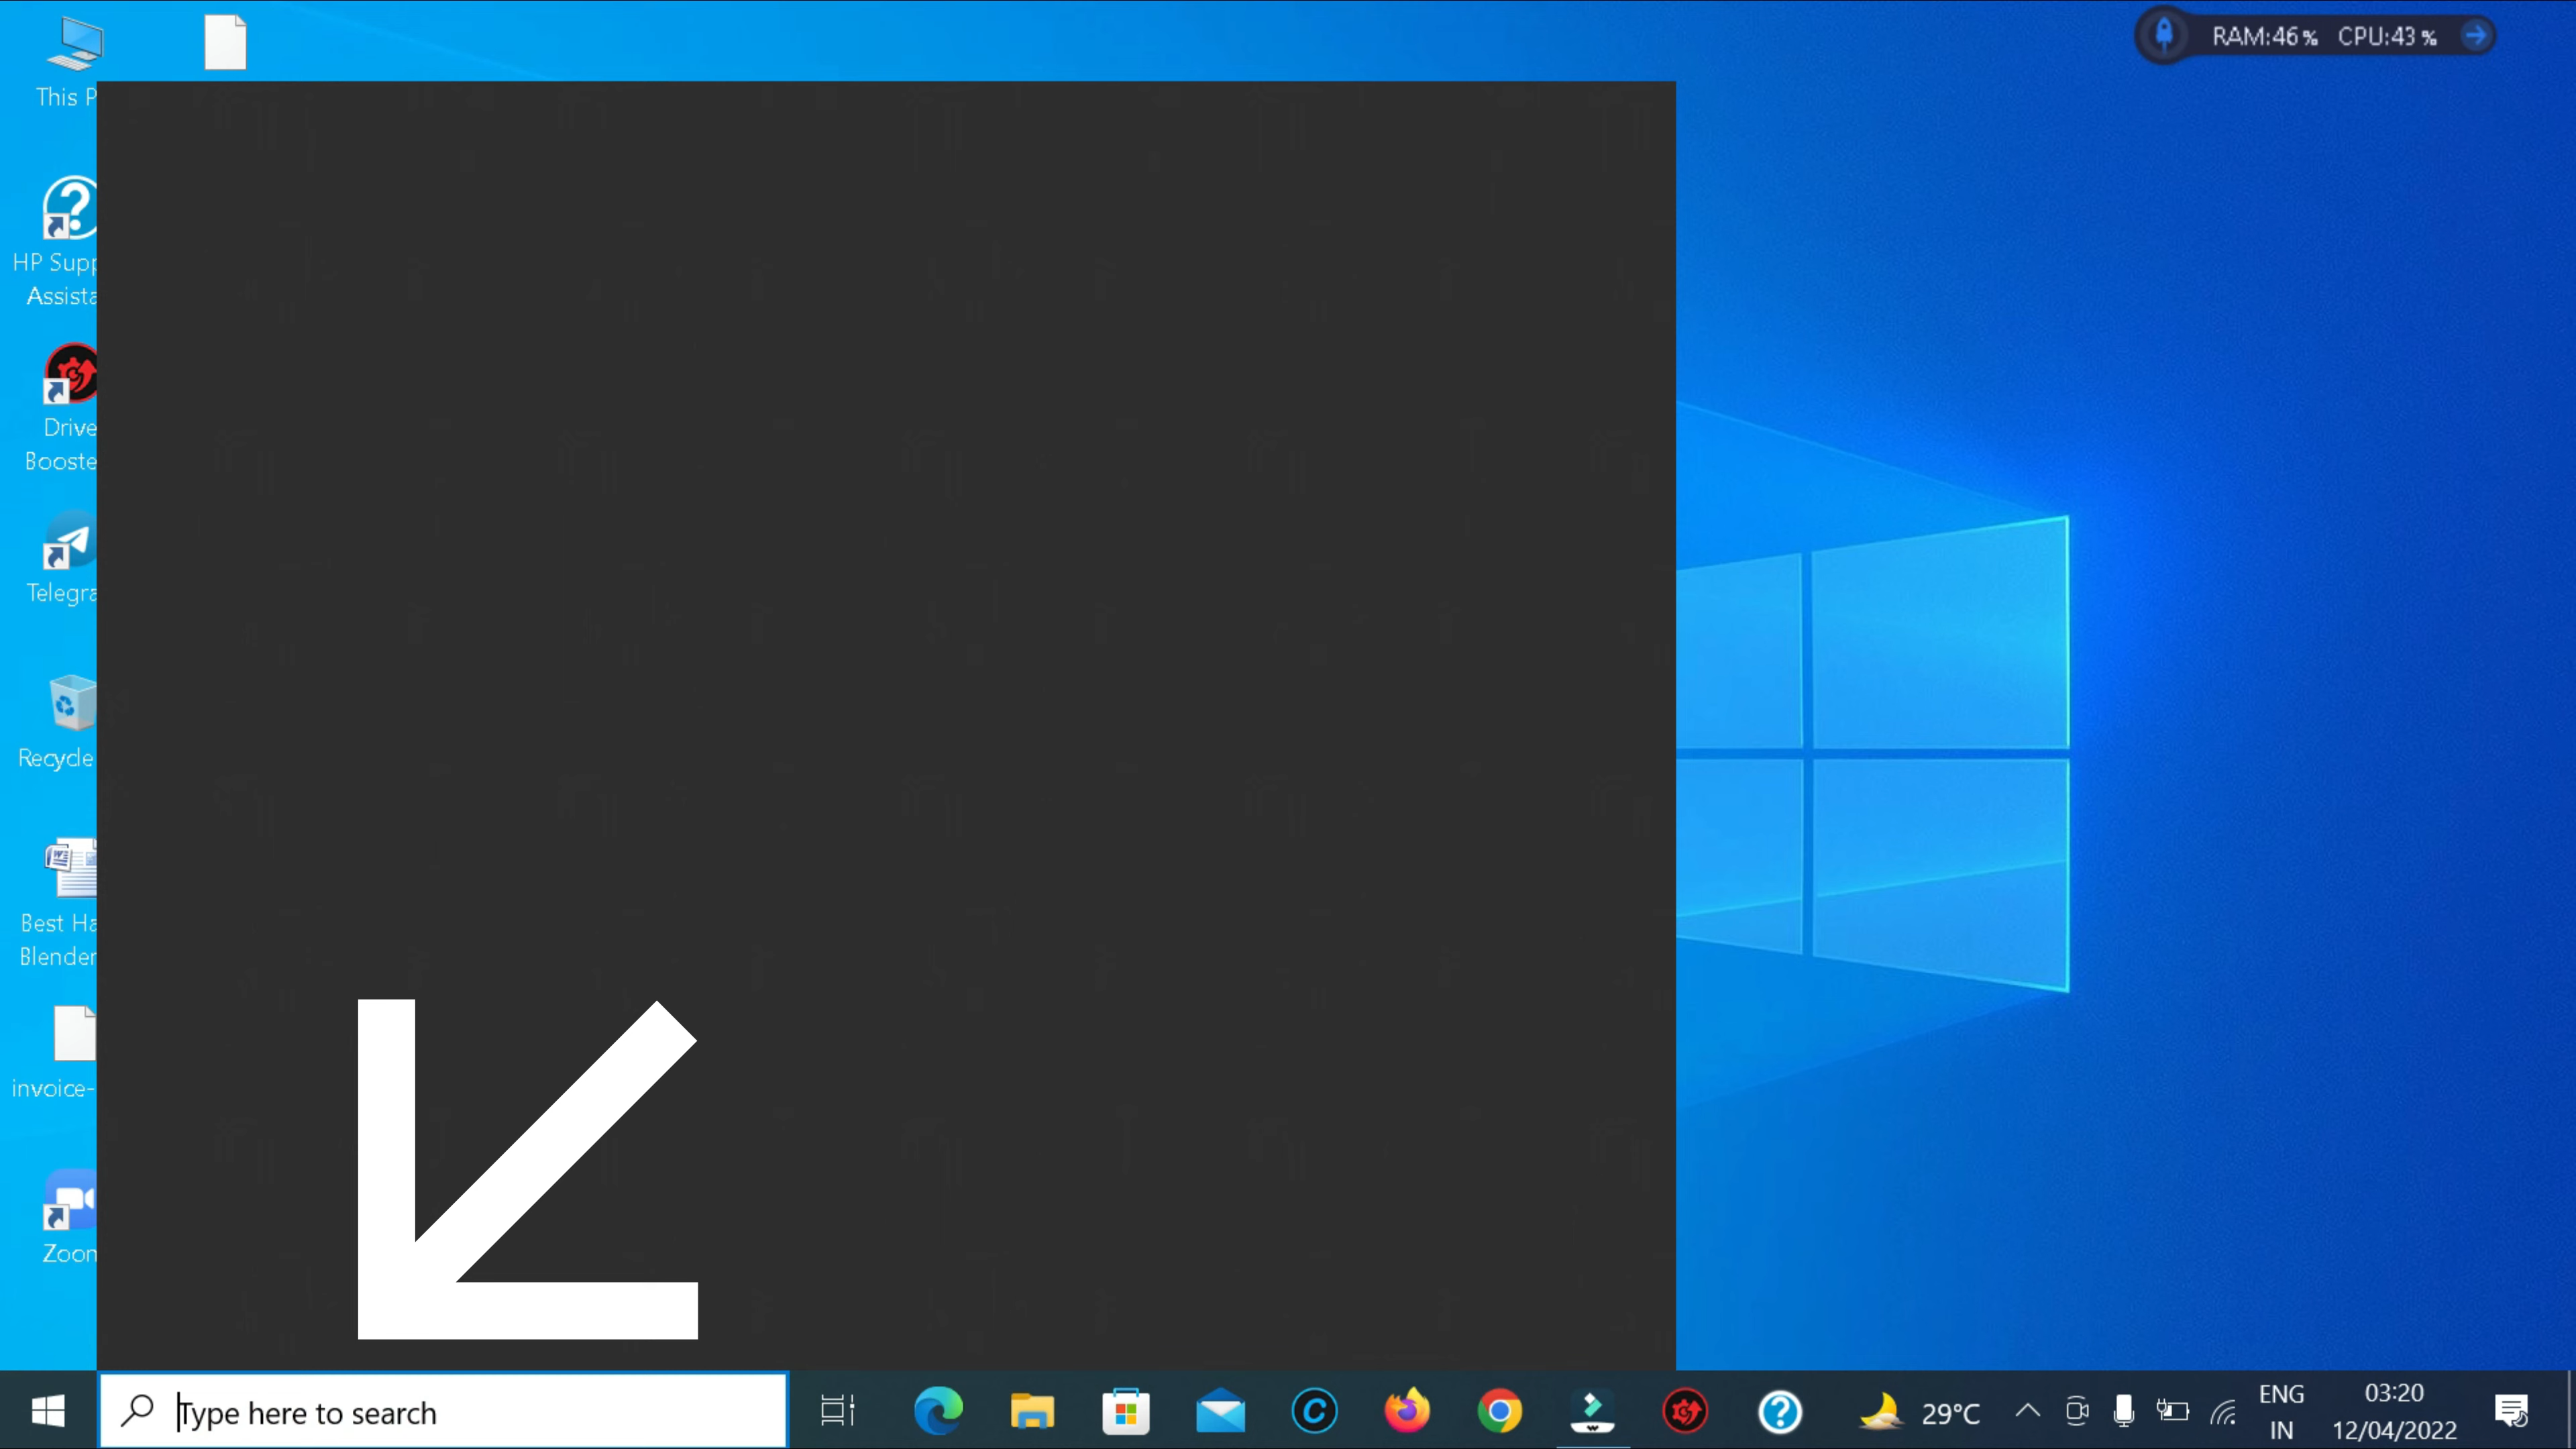 RAM:46% CPU:43%
This P
HP Supp
Assista
Drive
Booste
Telegra
Recycle
Best Ha
Blender
invoice-
Zoom
Type here to search
29°C
ENG
IN
03:20
12/04/2022